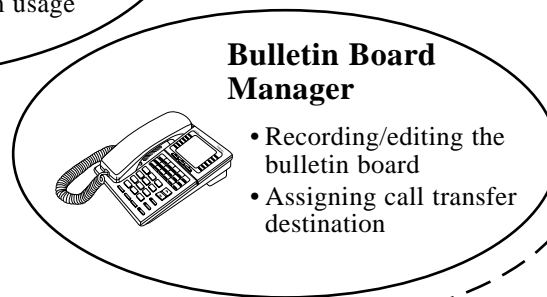 usage
Bulletin Board
Manager
• Recording/editing the
bulletin board
• Assigning call transfer
destination